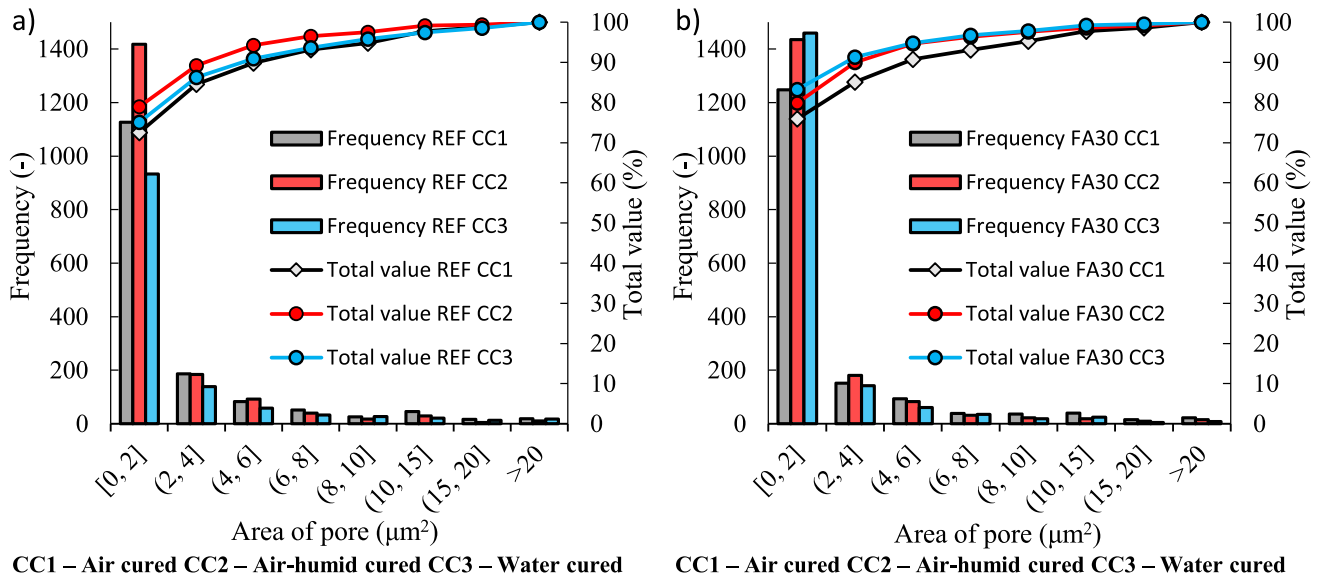 a)
1400
1200
1000
800
600
400
200
0
Frequency (-)
100
90
80
70
60
50
40
30
20
10
0
Total value (%)
Frequency REF CC1
Frequency REF CC2
Frequency REF CC3
Total value REF CC1
Total value REF CC2
Total value REF CC3
[0, 2]
(2, 4]
(4, 6]
(6, 8]
(8, 10]
(10, 15]
(15, 20]
>20
Area of pore (μm²)
CC1 – Air cured CC2 – Air-humid cured CC3 – Water cured
b)
1400
1200
1000
800
600
400
200
0
Frequency (-)
100
90
80
70
60
50
40
30
20
10
0
Total value (%)
Frequency FA30 CC1
Frequency FA30 CC2
Frequency FA30 CC3
Total value FA30 CC1
Total value FA30 CC2
Total value FA30 CC3
[0, 2]
(2, 4]
(4, 6]
(6, 8]
(8, 10]
(10, 15]
(15, 20]
>20
Area of pore (μm²)
CC1 – Air cured CC2 – Air-humid cured CC3 – Water cured